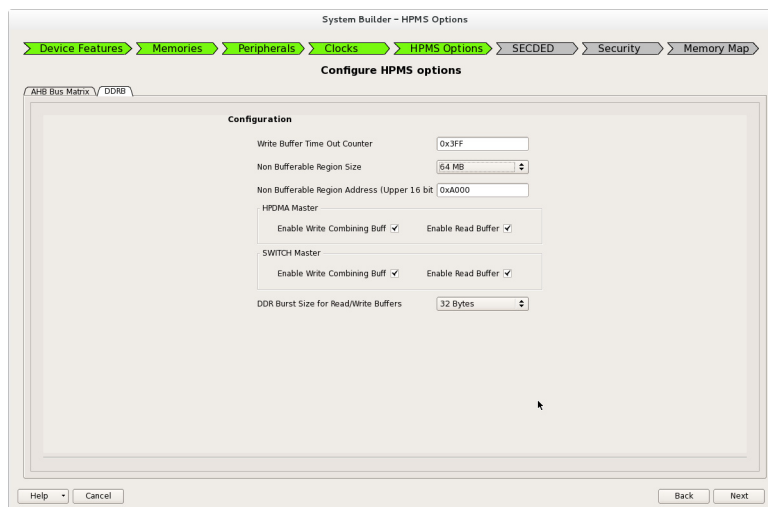 System Builder – HPMS Options
Device Features Memories Peripherals Clocks HPMS Options SECDED Security Memory Map
Configure HPMS options
AHB Bus Matrix DDRB
Configuration
Write Buffer Time Out Counter 0x3FF
Non Bufferable Region Size 64 MB
Non Bufferable Region Address (Upper 16 bit 0xA000
HPDMA Master
Enable Write Combining Buff Enable Read Buffer
SWITCH Master
Enable Write Combining Buff Enable Read Buffer
DDR Burst Size for Read/Write Buffers 32 Bytes
Help Cancel Back Next